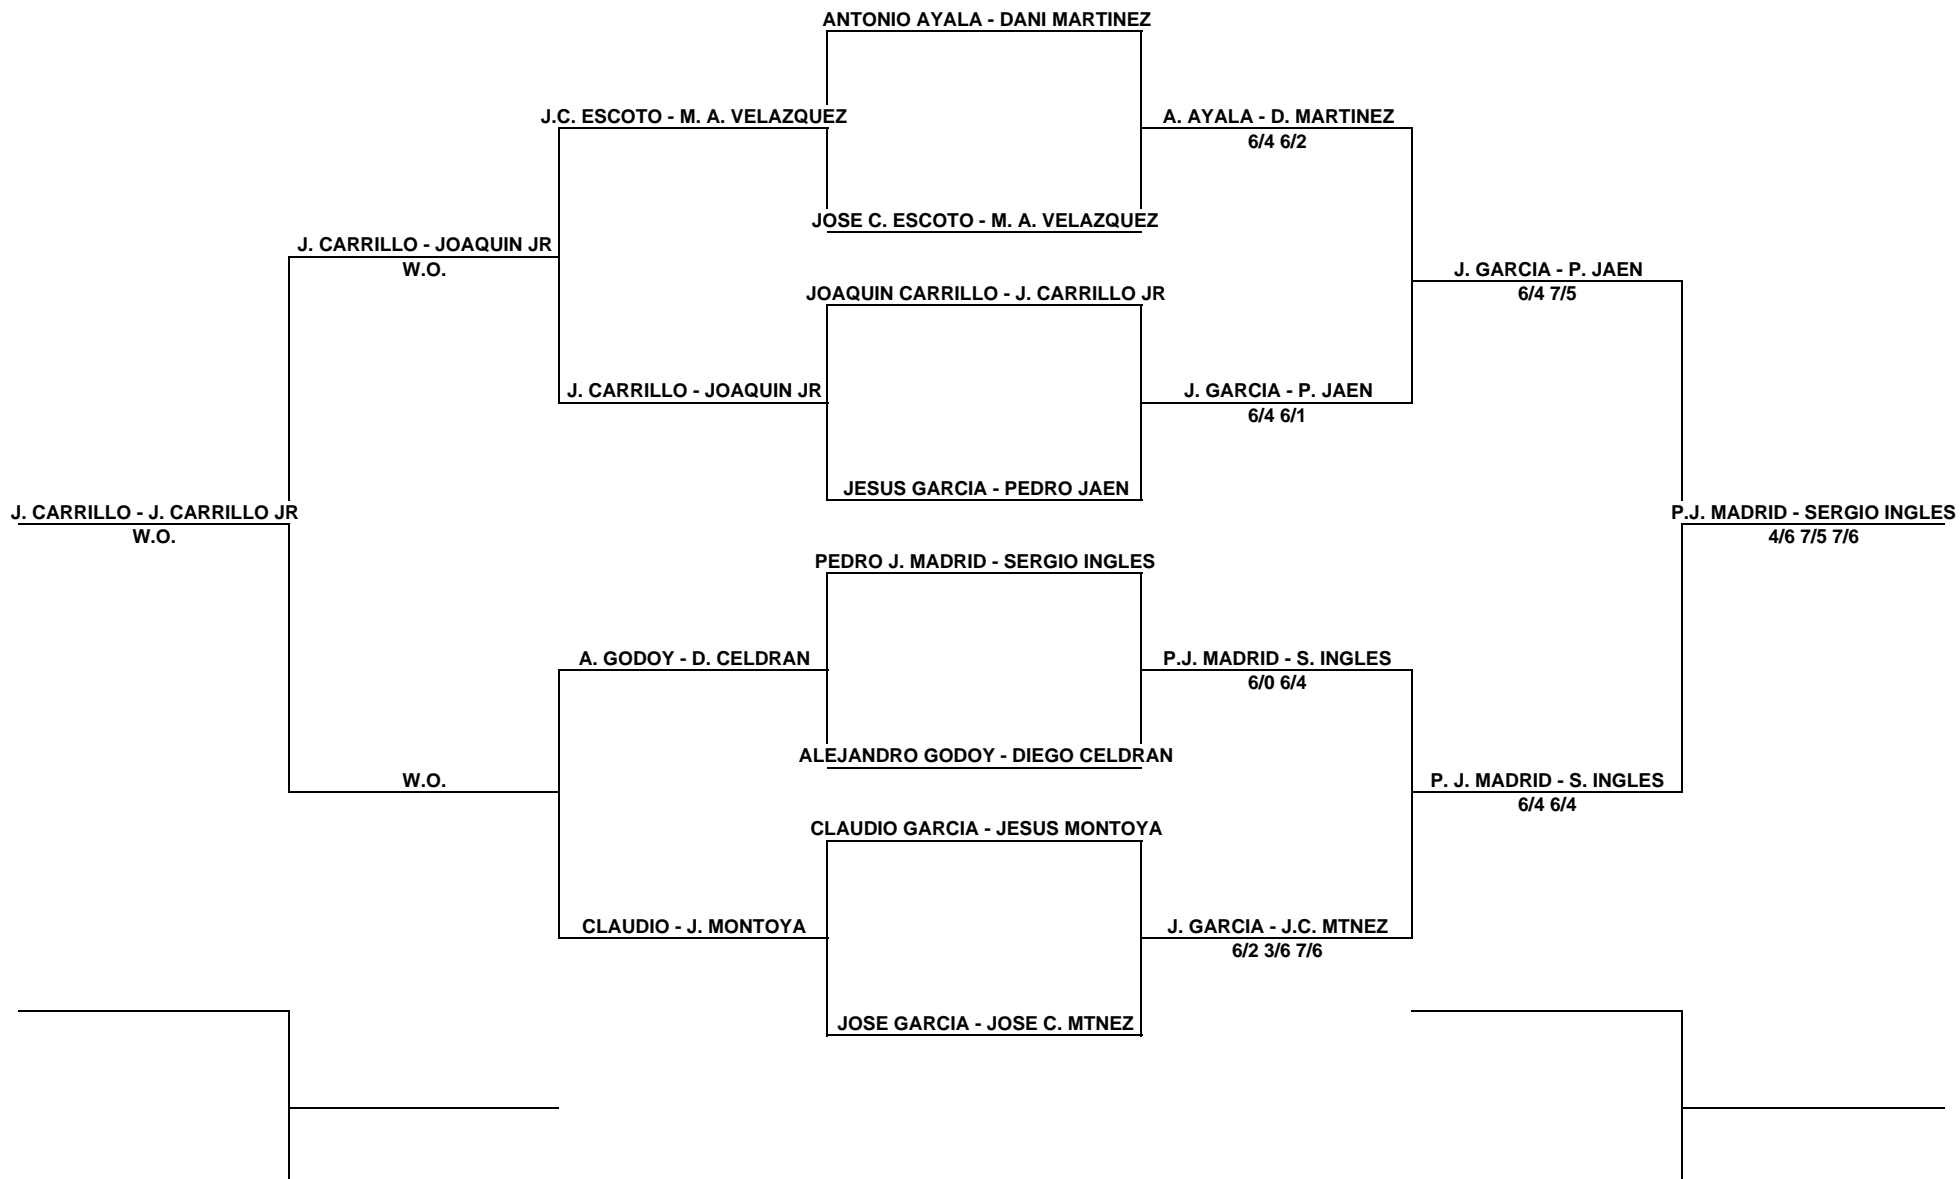 ANTONIO AYALA - DANI MARTINEZ
J.C. ESCOTO - M. A. VELAZQUEZ
A. AYALA - D. MARTINEZ
6/4 6/2
JOSE C. ESCOTO - M. A. VELAZQUEZ
J. CARRILLO - JOAQUIN JR
W.O.
J. GARCIA - P. JAEN
6/4 7/5
JOAQUIN CARRILLO - J. CARRILLO JR
J. CARRILLO - JOAQUIN JR
J. GARCIA - P. JAEN
6/4 6/1
JESUS GARCIA - PEDRO JAEN
J. CARRILLO - J. CARRILLO JR
W.O.
P.J. MADRID - SERGIO INGLES
4/6 7/5 7/6
PEDRO J. MADRID - SERGIO INGLES
A. GODOY - D. CELDRAN
P.J. MADRID - S. INGLES
6/0 6/4
ALEJANDRO GODOY - DIEGO CELDRAN
W.O.
P. J. MADRID - S. INGLES
6/4 6/4
CLAUDIO GARCIA - JESUS MONTOYA
CLAUDIO - J. MONTOYA
J. GARCIA - J.C. MTNEZ
6/2 3/6 7/6
JOSE GARCIA - JOSE C. MTNEZ